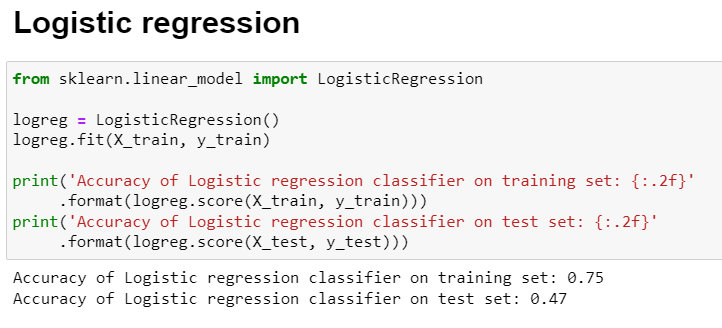 Logistic regression
from sklearn.linear_model import LogisticRegression
logreg = LogisticRegression()
logreg.fit(X_train, y_train)
print('Accuracy of Logistic regression classifier on training set: {:.2f}'
.format(logreg.score(X_train, y_train)))
print('Accuracy of Logistic regression classifier on test set: {:.2f}'
.format(logreg.score(X_test, y_test)))
Accuracy of Logistic regression classifier on training set: 0.75
Accuracy of Logistic regression classifier on test set: 0.47